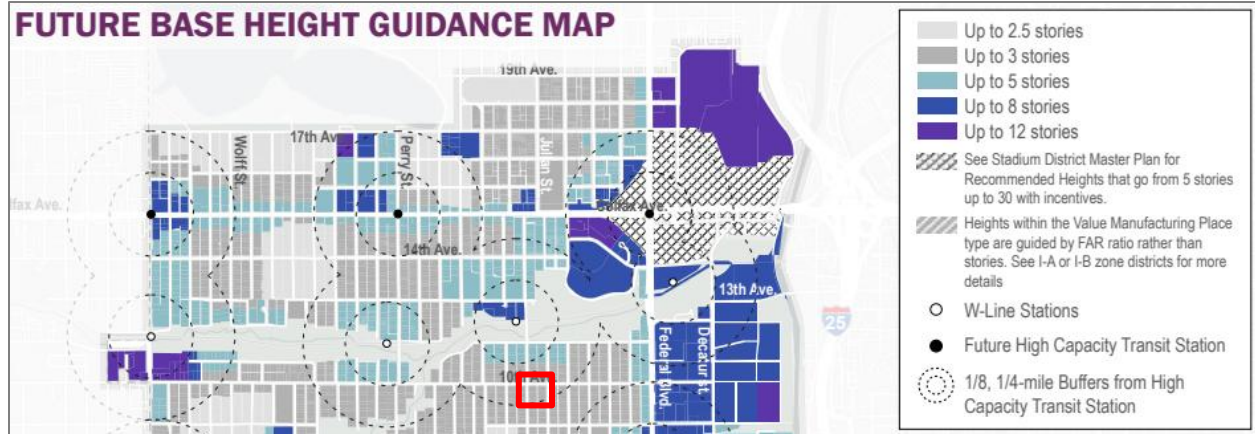 FUTURE BASE HEIGHT GUIDANCE MAP
19th Ave.
17th Ave.
Wolff St
Perry St.
Julian St.
lfax Ave.
Colfax Ave.
14th Ave.
13th Ave.
10th Ave.
Federal Blvd.
Decatur st.
25
Up to 2.5 stories
Up to 3 stories
Up to 5 stories
Up to 8 stories
Up to 12 stories
See Stadium District Master Plan for
Recommended Heights that go from 5 stories
up to 30 with incentives.
Heights within the Value Manufacturing Place
type are guided by FAR ratio rather than
stories. See I-A or I-B zone districts for more
details
W-Line Stations
Future High Capacity Transit Station
1/8, 1/4-mile Buffers from High
Capacity Transit Station